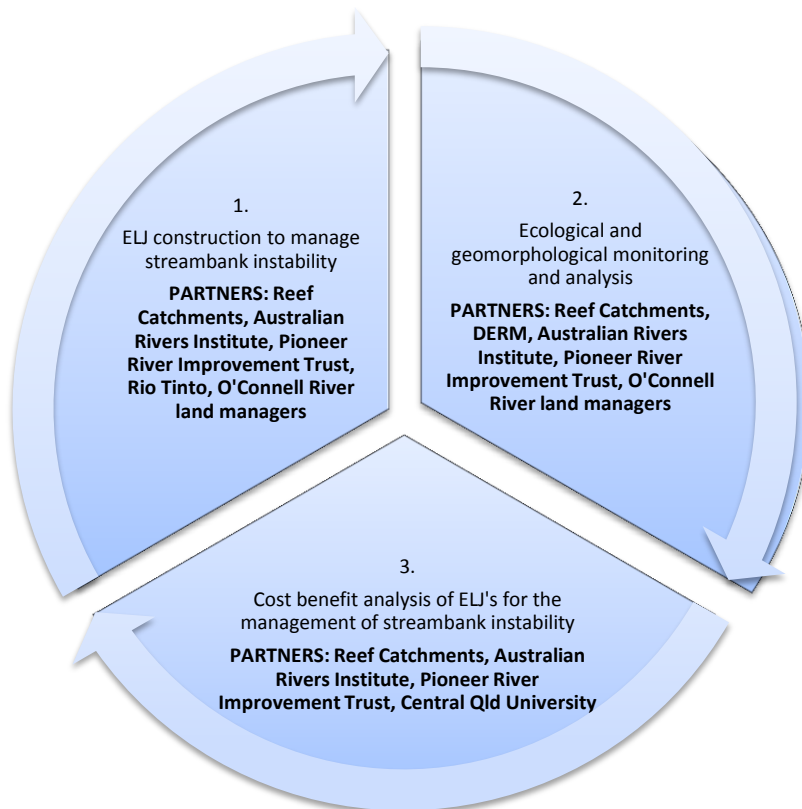 1.
ELJ construction to manage
streambank instability
PARTNERS: Reef
Catchments, Australian
Rivers Institute, Pioneer
River Improvement Trust,
Rio Tinto, O'Connell River
land managers
2.
Ecological and
geomorphological monitoring
and analysis
PARTNERS: Reef Catchments,
DERM, Australian Rivers
Institute, Pioneer River
Improvement Trust, O'Connell
River land managers
3.
Cost benefit analysis of ELJ's for the
management of streambank instability
PARTNERS: Reef Catchments, Australian
Rivers Institute, Pioneer River
Improvement Trust, Central Qld University